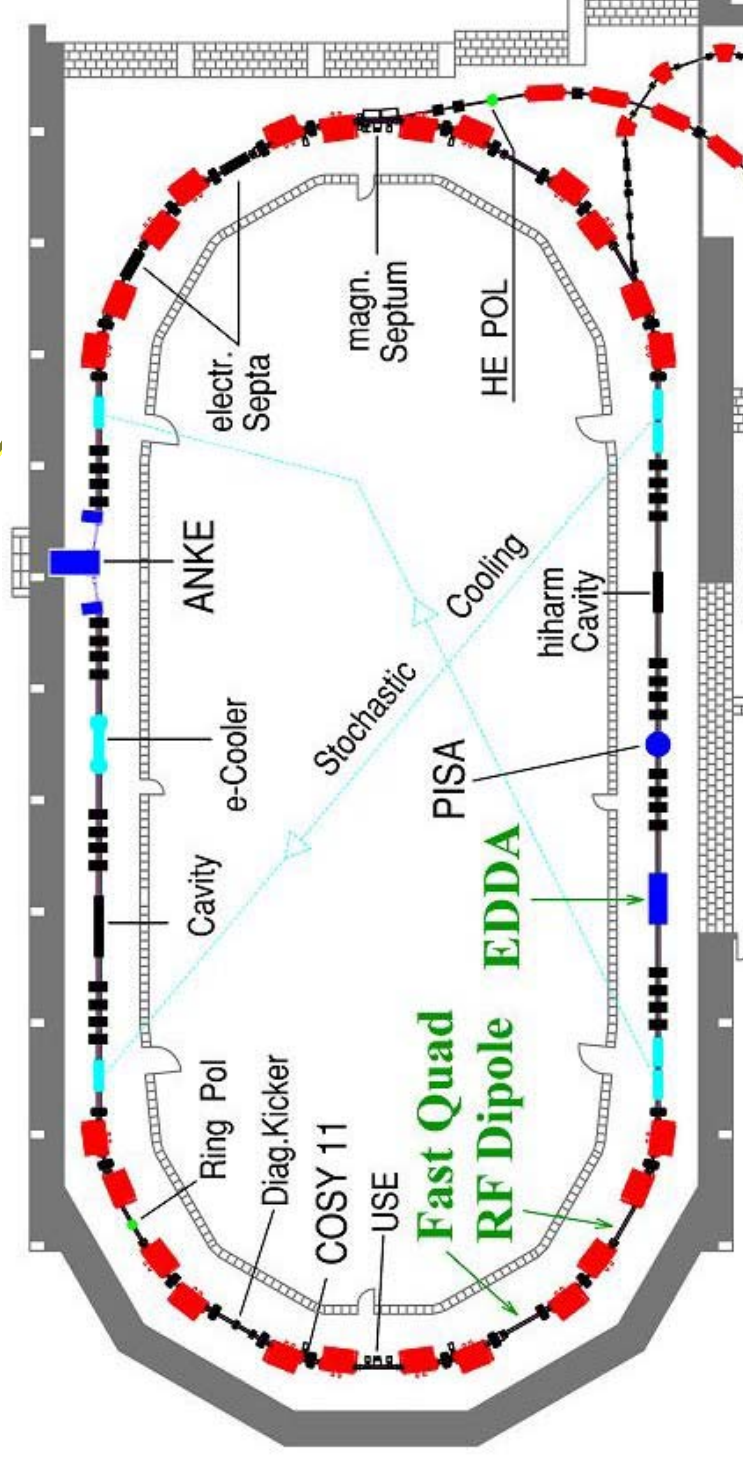 electr.
Septa
magn.
Septum
HE POL
ANKE
Stochastic Cooling
hiharm
Cavity
e-Cooler
PISA
Cavity
EDDA
Ring Pol
Diag.Kicker
COSY 11
USE
Fast Quad
RF Dipole